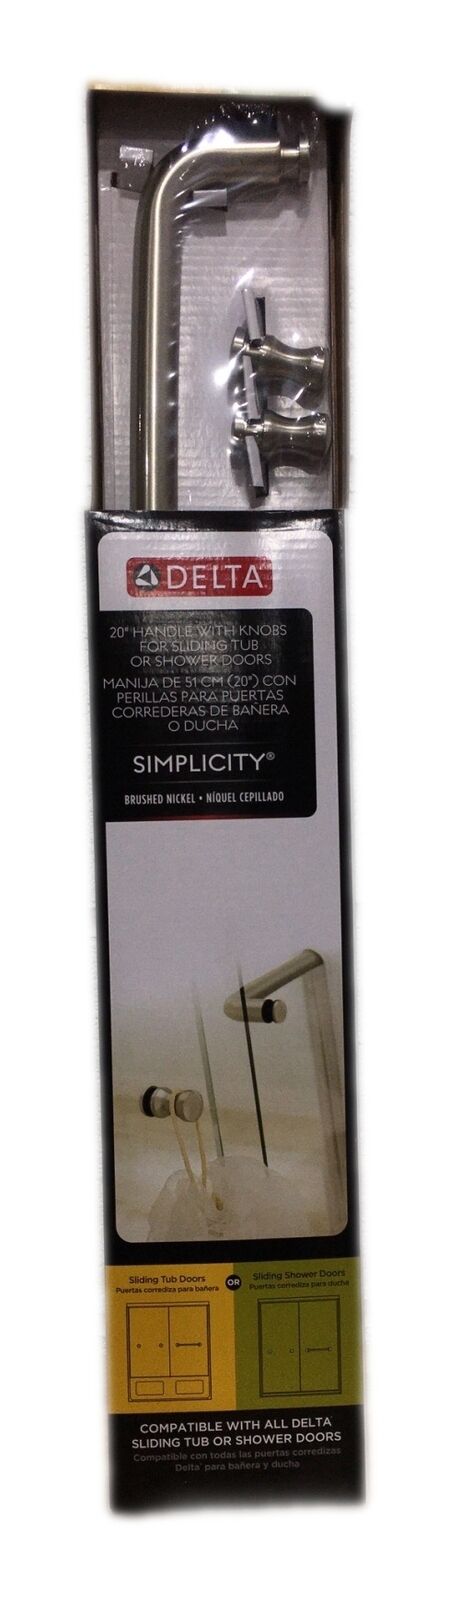 DELTA
20" HANDLE WITH KNOBS
FOR SLIDING TUB
OR SHOWER DOORS
MANIJA DE 51 CM (20") CON
PERILLAS PARA PUERTAS
CORREDERAS DE BAÑERA
O DUCHA
SIMPLICITY®
BRUSHED NICKEL • NÍQUEL CEPILLADO
Sliding Tub Doors
Puertas corrediza para bañera
OR
Sliding Shower Doors
Puertas corrediza para ducha
COMPATIBLE WITH ALL DELTA
SLIDING TUB OR SHOWER DOORS
Compatible con todas las puertas corredizas
Delta para bañera y ducha